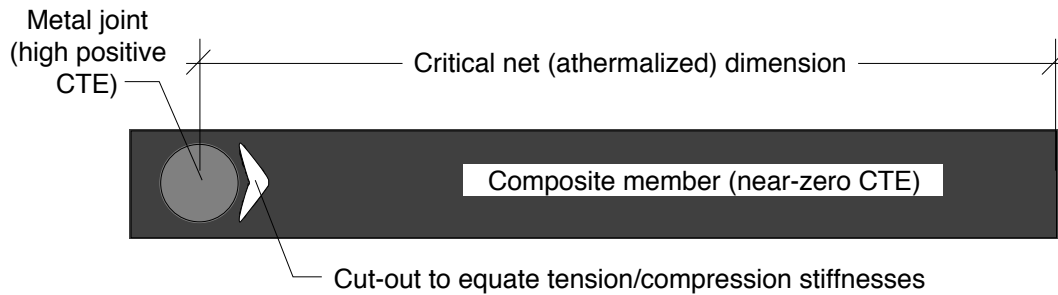 Metal joint
(high positive
CTE)
Critical net (athermalized) dimension
Composite member (near-zero CTE)
Cut-out to equate tension/compression stiffnesses